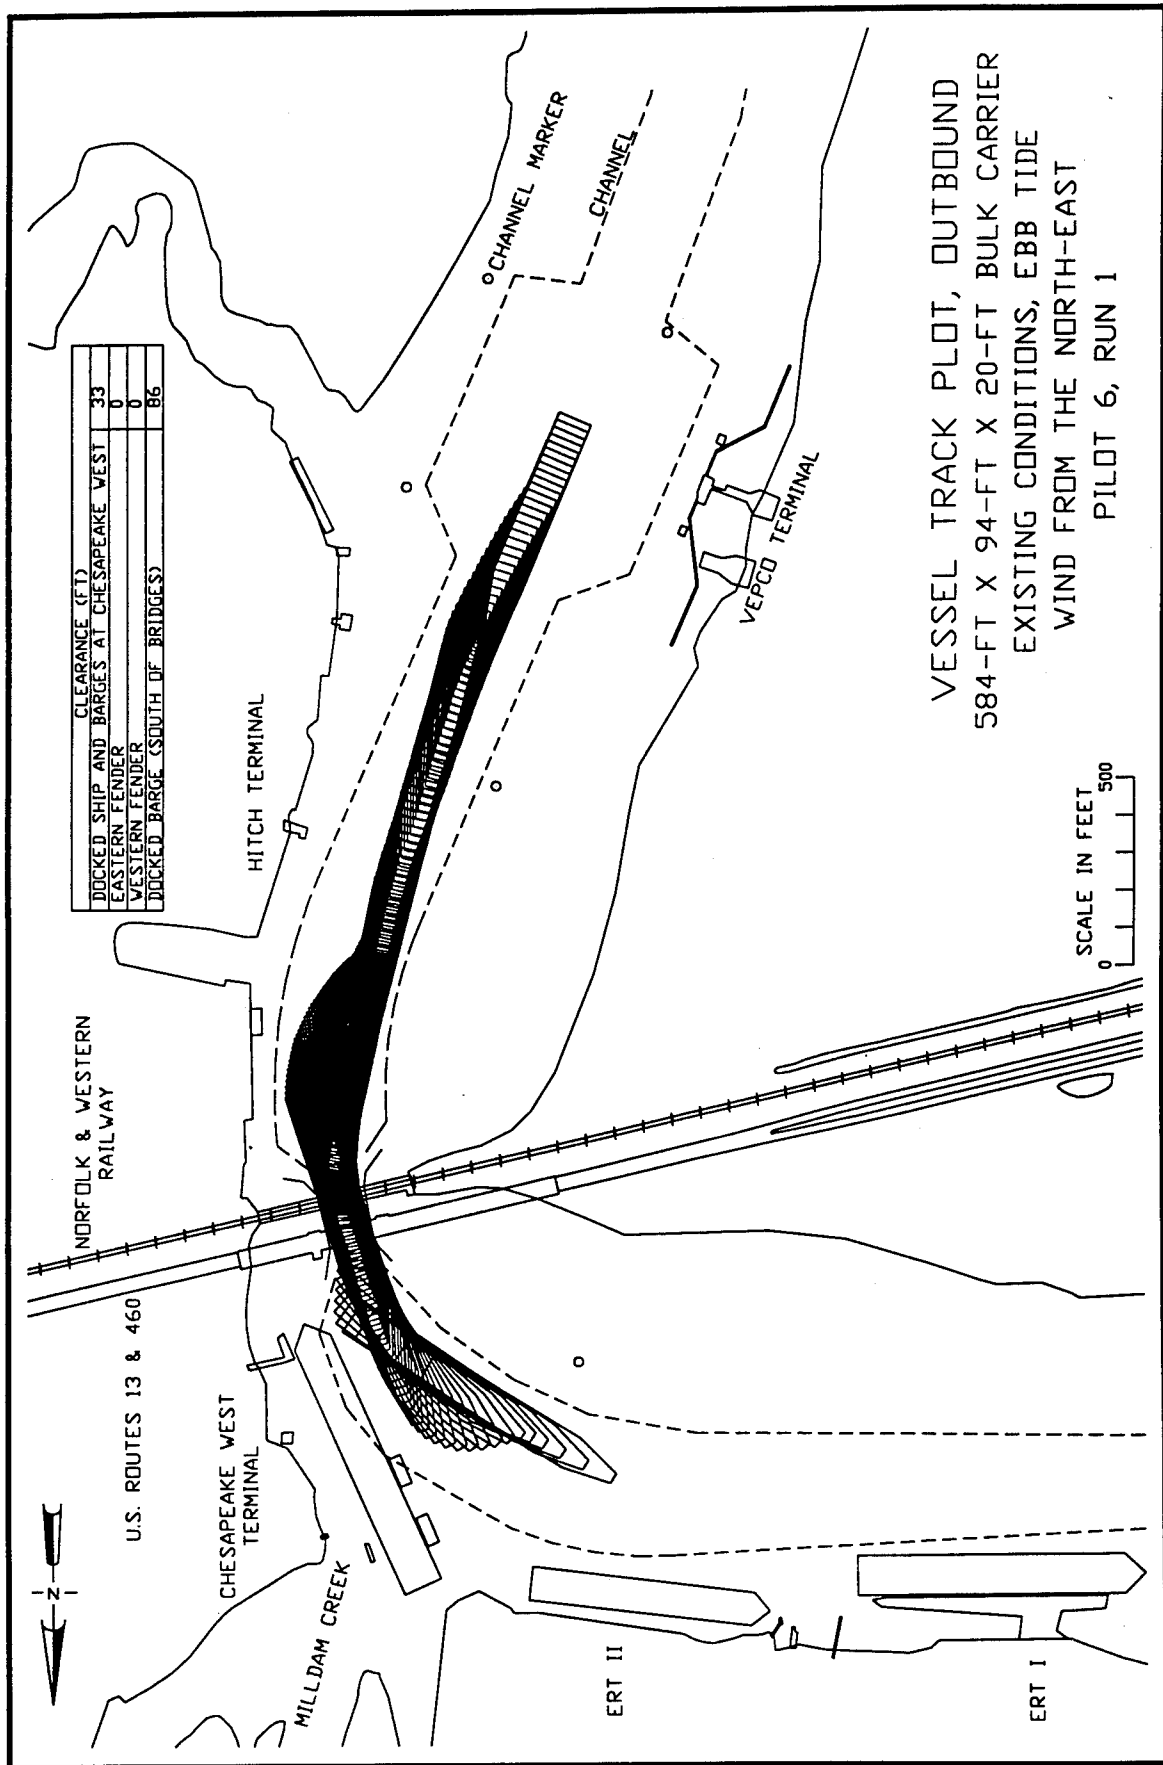 CLEARANCE (FT)
DOCKED SHIP AND BARGES AT CHESAPEAKE WEST 33
EASTERN FENDER 0
WESTERN FENDER 0
DOCKED BARGE (SOUTH OF BRIDGES) 86
N
U.S. ROUTES 13 & 460
NORFOLK & WESTERN
RAILWAY
HITCH TERMINAL
CHESAPEAKE WEST
TERMINAL
MILLDAM CREEK
CHANNEL MARKER
CHANNEL
VEPCO TERMINAL
ERT II
ERT I
SCALE IN FEET
0 500
VESSEL TRACK PLOT, OUTBOUND
584-FT X 94-FT X 20-FT BULK CARRIER
EXISTING CONDITIONS, EBB TIDE
WIND FROM THE NORTH-EAST
PILOT 6, RUN 1